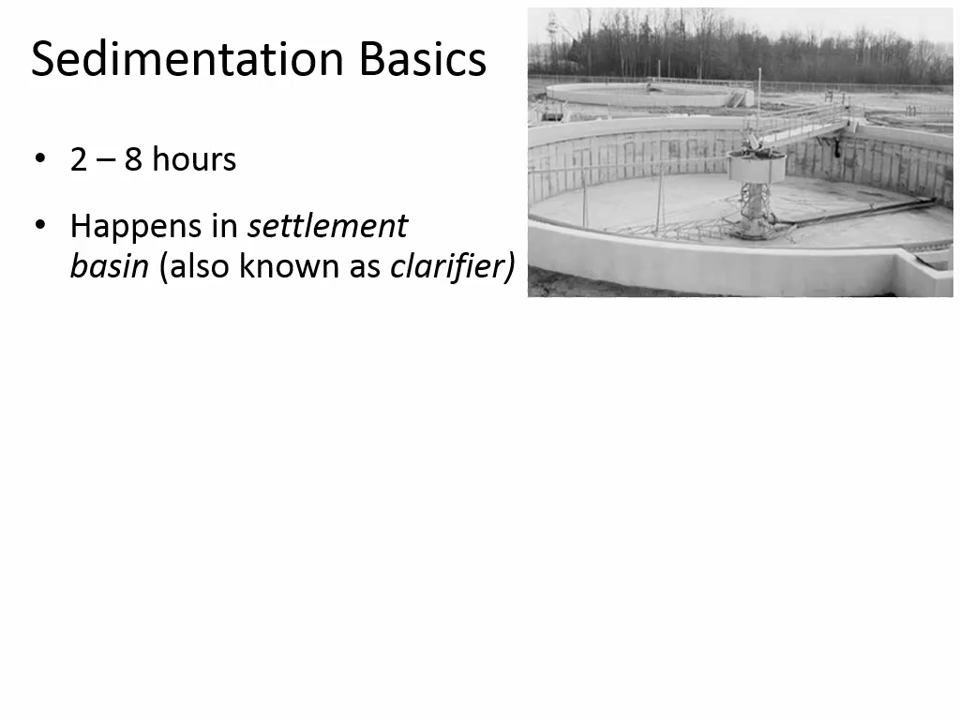 Sedimentation Basics
• 2 – 8 hours
• Happens in settlement
basin (also known as clarifier)